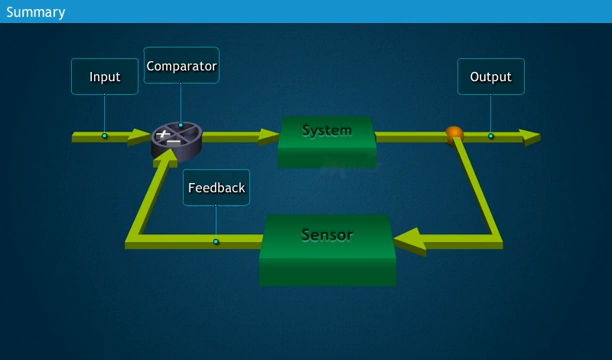 Summary
Input
Comparator
Output
System
Feedback
Sensor